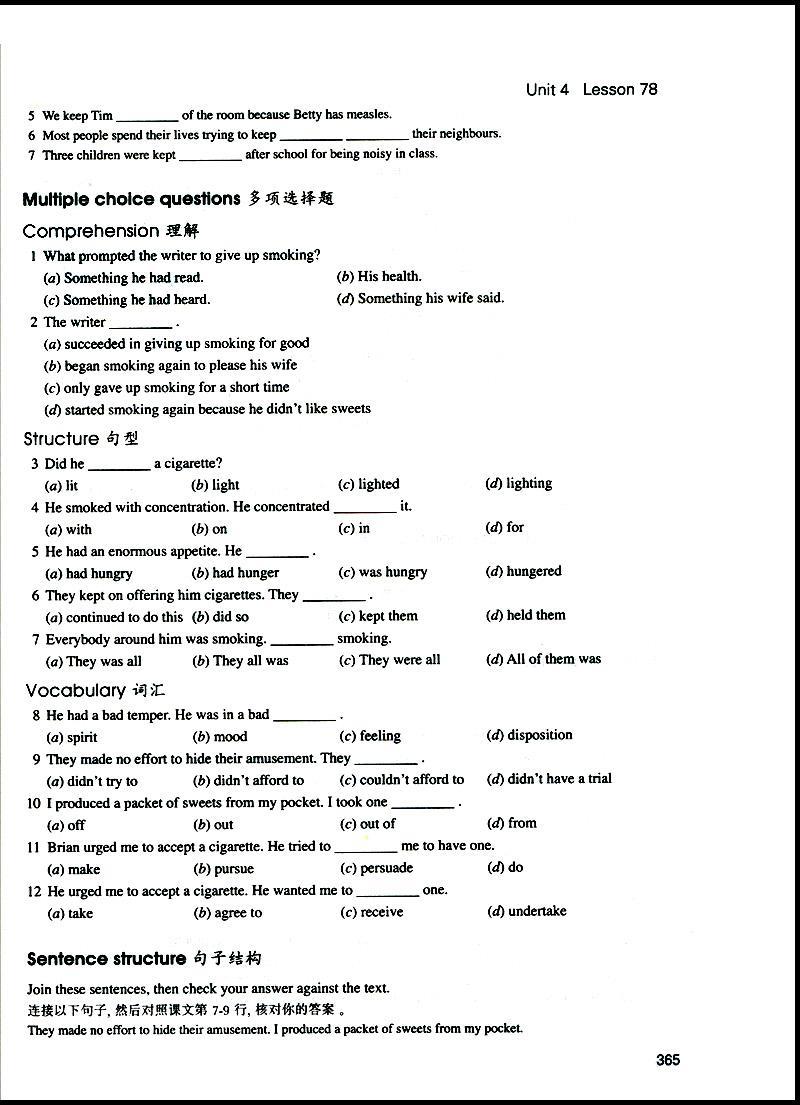 Unit 4 Lesson 78
5 We keep Tim _________ of the room because Betty has measles.
6 Most people spend their lives trying to keep _________ _________ their neighbours.
7 Three children were kept _________ after school for being noisy in class.
Multiple choice questions 多项选择题
Comprehension 理解
1 What prompted the writer to give up smoking?
(a) Something he had read. (b) His health.
(c) Something he had heard. (d) Something his wife said.
2 The writer _________ .
(a) succeeded in giving up smoking for good
(b) began smoking again to please his wife
(c) only gave up smoking for a short time
(d) started smoking again because he didn't like sweets
Structure 句型
3 Did he _________ a cigarette?
(a) lit (b) light (c) lighted (d) lighting
4 He smoked with concentration. He concentrated _________ it.
(a) with (b) on (c) in (d) for
5 He had an enormous appetite. He _________ .
(a) had hungry (b) had hunger (c) was hungry (d) hungered
6 They kept on offering him cigarettes. They _________ .
(a) continued to do this (b) did so (c) kept them (d) held them
7 Everybody around him was smoking. _________ smoking.
(a) They was all (b) They all was (c) They were all (d) All of them was
Vocabulary 词汇
8 He had a bad temper. He was in a bad _________ .
(a) spirit (b) mood (c) feeling (d) disposition
9 They made no effort to hide their amusement. They _________ .
(a) didn't try to (b) didn't afford to (c) couldn't afford to (d) didn't have a trial
10 I produced a packet of sweets from my pocket. I took one _________ .
(a) off (b) out (c) out of (d) from
11 Brian urged me to accept a cigarette. He tried to _________ me to have one.
(a) make (b) pursue (c) persuade (d) do
12 He urged me to accept a cigarette. He wanted me to _________ one.
(a) take (b) agree to (c) receive (d) undertake
Sentence structure 句子结构
Join these sentences, then check your answer against the text.
连接以下句子, 然后对照课文第 7-9 行, 核对你的答案 。
They made no effort to hide their amusement. I produced a packet of sweets from my pocket.
365